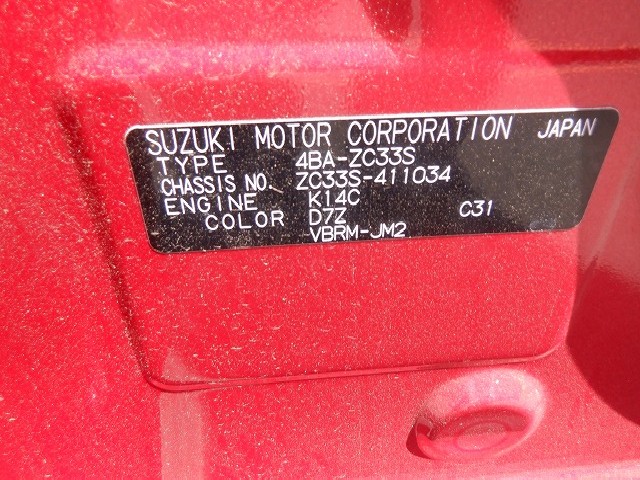 SUZUKI MOTOR CORPORATION JAPAN
TYPE 4BA-ZC33S
CHASSIS NO. ZC33S-411034
ENGINE K14C
COLOR D7Z C31
VBRM-JM2